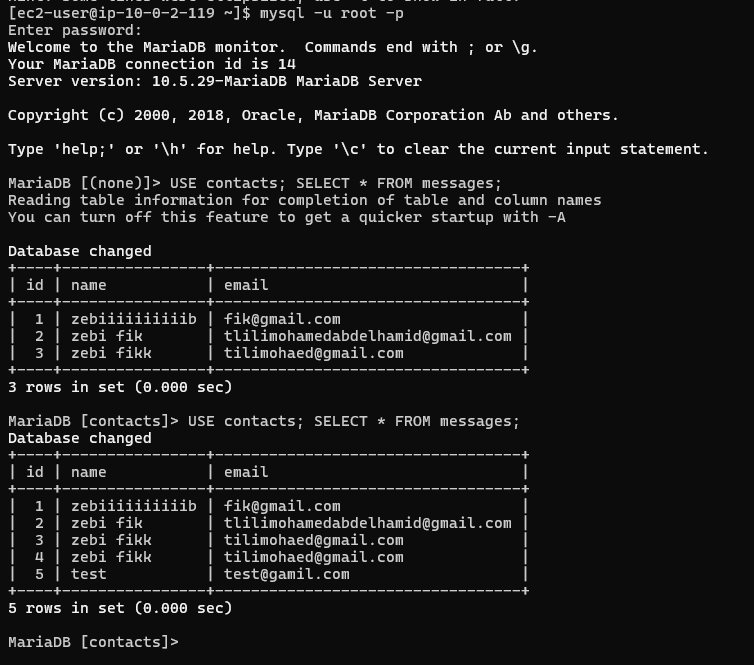 [ec2-user@ip-10-0-2-119 ~]$ mysql -u root -p
Enter password:
Welcome to the MariaDB monitor.  Commands end with ; or \g.
Your MariaDB connection id is 14
Server version: 10.5.29-MariaDB MariaDB Server

Copyright (c) 2000, 2018, Oracle, MariaDB Corporation Ab and others.

Type 'help;' or '\h' for help. Type '\c' to clear the current input statement.

MariaDB [(none)]> USE contacts; SELECT * FROM messages;
Reading table information for completion of table and column names
You can turn off this feature to get a quicker startup with -A

Database changed
+----+---------------+----------------------------------+
| id | name           | email                            |
+----+---------------+----------------------------------+
|  1 | zebiiiiiiiiiib | fik@gmail.com                    |
|  2 | zebi fik       | tlilimohamedabdelhamid@gmail.com |
|  3 | zebi fikk      | tilimohaed@gmail.com             |
+----+---------------+----------------------------------+
3 rows in set (0.000 sec)

MariaDB [contacts]> USE contacts; SELECT * FROM messages;
Database changed
+----+---------------+----------------------------------+
| id | name           | email                            |
+----+---------------+----------------------------------+
|  1 | zebiiiiiiiiiib | fik@gmail.com                    |
|  2 | zebi fik       | tlilimohamedabdelhamid@gmail.com |
|  3 | zebi fikk      | tilimohaed@gmail.com             |
|  4 | zebi fikk      | tilimohaed@gmail.com             |
|  5 | test           | test@gamil.com                   |
+----+---------------+----------------------------------+
5 rows in set (0.000 sec)

MariaDB [contacts]>